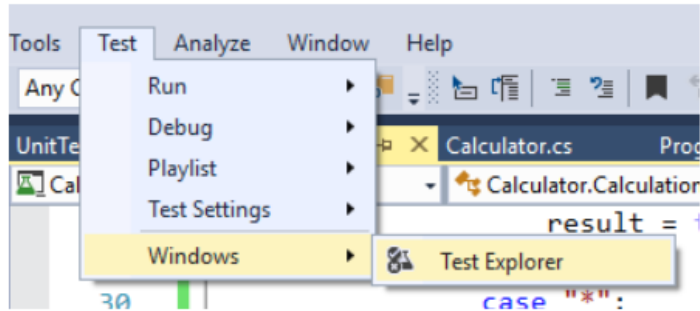 Tools Test Analyze Window Help
Any
Run
Debug
UnitTe Calculator.cs Prog
Playlist
Cal Calculator.Calculation
Test Settings
result =
Windows
Test Explorer
30 case "*":